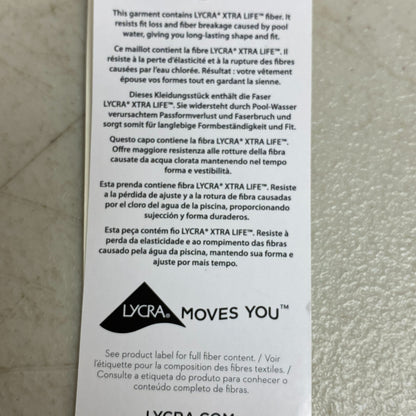 This garment contains LYCRA® XTRA LIFE™ fiber. It
resists fit loss and fiber breakage caused by pool
water, giving you long-lasting shape and fit.
Ce maillot contient la fibre LYCRA® XTRA LIFE™. Il
résiste à la perte d'élasticité et à la rupture des fibres
causées par l'eau chlorée. Résultat : votre vêtement
épouse vos formes tout en gardant la sienne.
Dieses Kleidungsstück enthält die Faser
LYCRA® XTRA LIFE™. Sie widersteht durch Pool-Wasser
verursachtem Passformverlust und Faserbruch und
sorgt somit für langlebige Formbeständigkeit und Fit.
Questo capo contiene la fibra LYCRA® XTRA LIFE™.
Offre maggiore resistenza alle rotture della fibra
causate da acqua clorata mantenendo nel tempo
forma e vestibilità.
Esta prenda contiene fibra LYCRA® XTRA LIFE™. Resiste
a la pérdida de ajuste y a la rotura de fibra causadas
por el cloro del agua de la piscina, proporcionando
sujeción y forma duraderos.
Esta peça contém fio LYCRA® XTRA LIFE™. Resiste à
perda da elasticidade e ao rompimento das fibras
causado pela água da piscina, mantendo sua forma e
ajuste por mais tempo.
LYCRA® MOVES YOU™
See product label for full fiber content. / Voir
l'étiquette pour la composition des fibres textiles. /
Consulte a etiqueta do produto para conhecer o
conteúdo completo de fibras.
LYCRA.COM